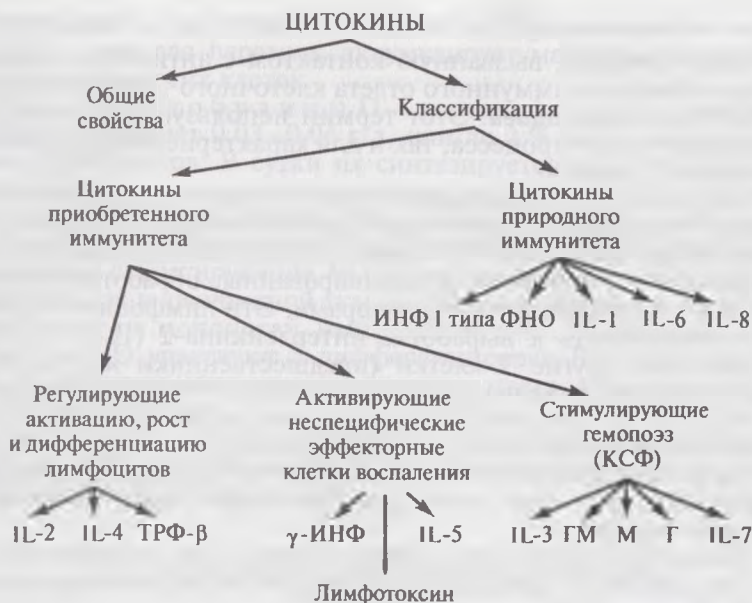 ЦИТОКИНЫ
Общие
свойства
Классификация
Цитокины
приобретенного
иммунитета
Цитокины
природного
иммунитета
ИНФ I типа ФНО IL-1 IL-6 IL-8
Регулирующие
активацию, рост
и дифференциацию
лимфоцитов
Активирующие
неспецифические
эффекторные
клетки воспаления
Стимулирующие
гемопоэз
(КСФ)
IL-2 IL-4 ТРФ-β
γ-ИНФ IL-5
IL-3 ГМ М Г IL-7
Лимфотоксин